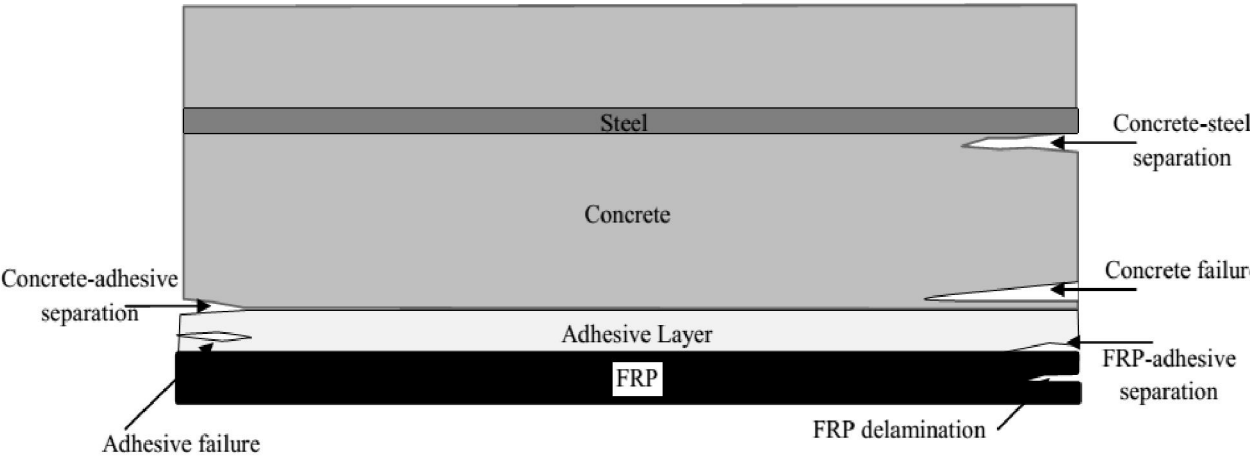 Steel
Concrete-steel
separation
Concrete
Concrete-adhesive
separation
Concrete failure
Adhesive Layer
FRP-adhesive
separation
FRP
FRP delamination
Adhesive failure